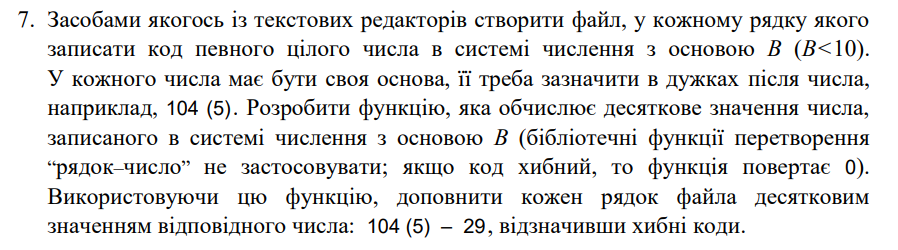 7. Засобами якогось із текстових редакторів створити файл, у кожному рядку якого
записати код певного цілого числа в системі числення з основою B (B<10).
У кожного числа має бути своя основа, її треба зазначити в дужках після числа,
наприклад, 104 (5). Розробити функцію, яка обчислює десяткове значення числа,
записаного в системі числення з основою B (бібліотечні функції перетворення
“рядок–число” не застосовувати; якщо код хибний, то функція повертає 0).
Використовуючи цю функцію, доповнити кожен рядок файла десятковим
значенням відповідного числа: 104 (5) – 29, відзначивши хибні коди.